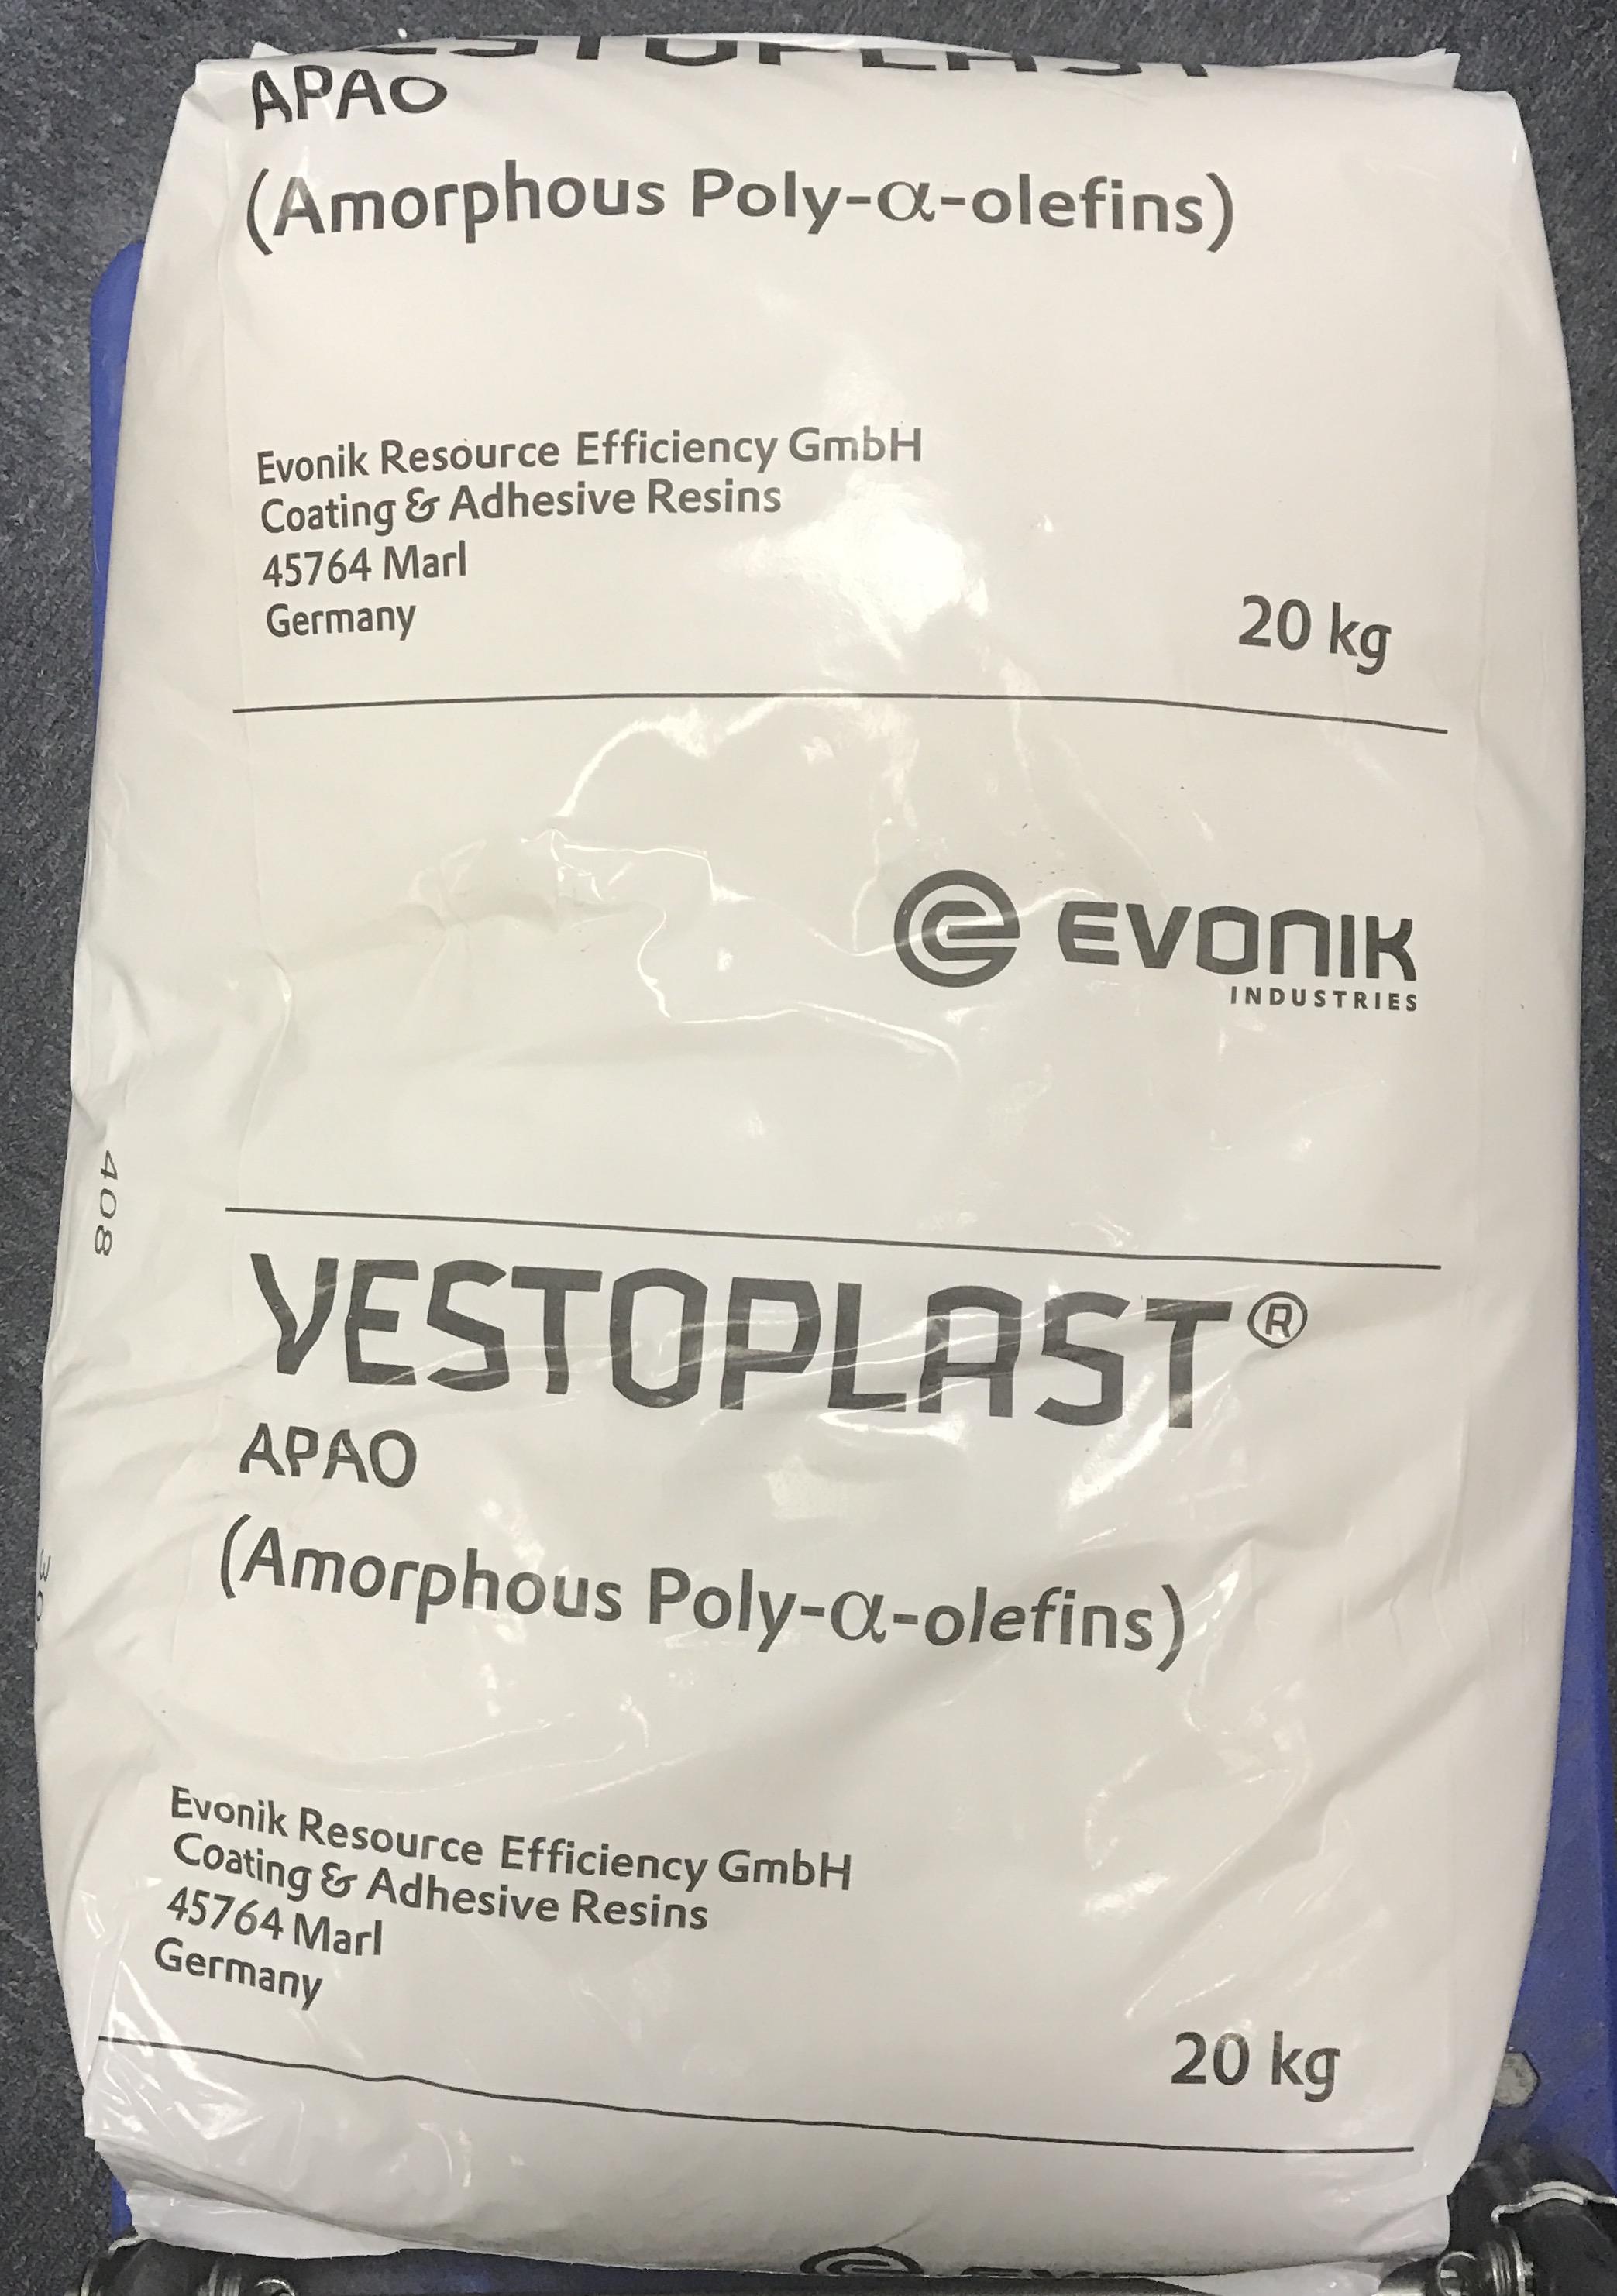 VESTOPLAST
APAO
(Amorphous Poly-α-olefins)
Evonik Resource Efficiency GmbH
Coating & Adhesive Resins
45764 Marl
Germany
20 kg
EVONIK
INDUSTRIES
408
VESTOPLAST®
APAO
(Amorphous Poly-α-olefins)
Evonik Resource Efficiency GmbH
Coating & Adhesive Resins
45764 Marl
Germany
20 kg